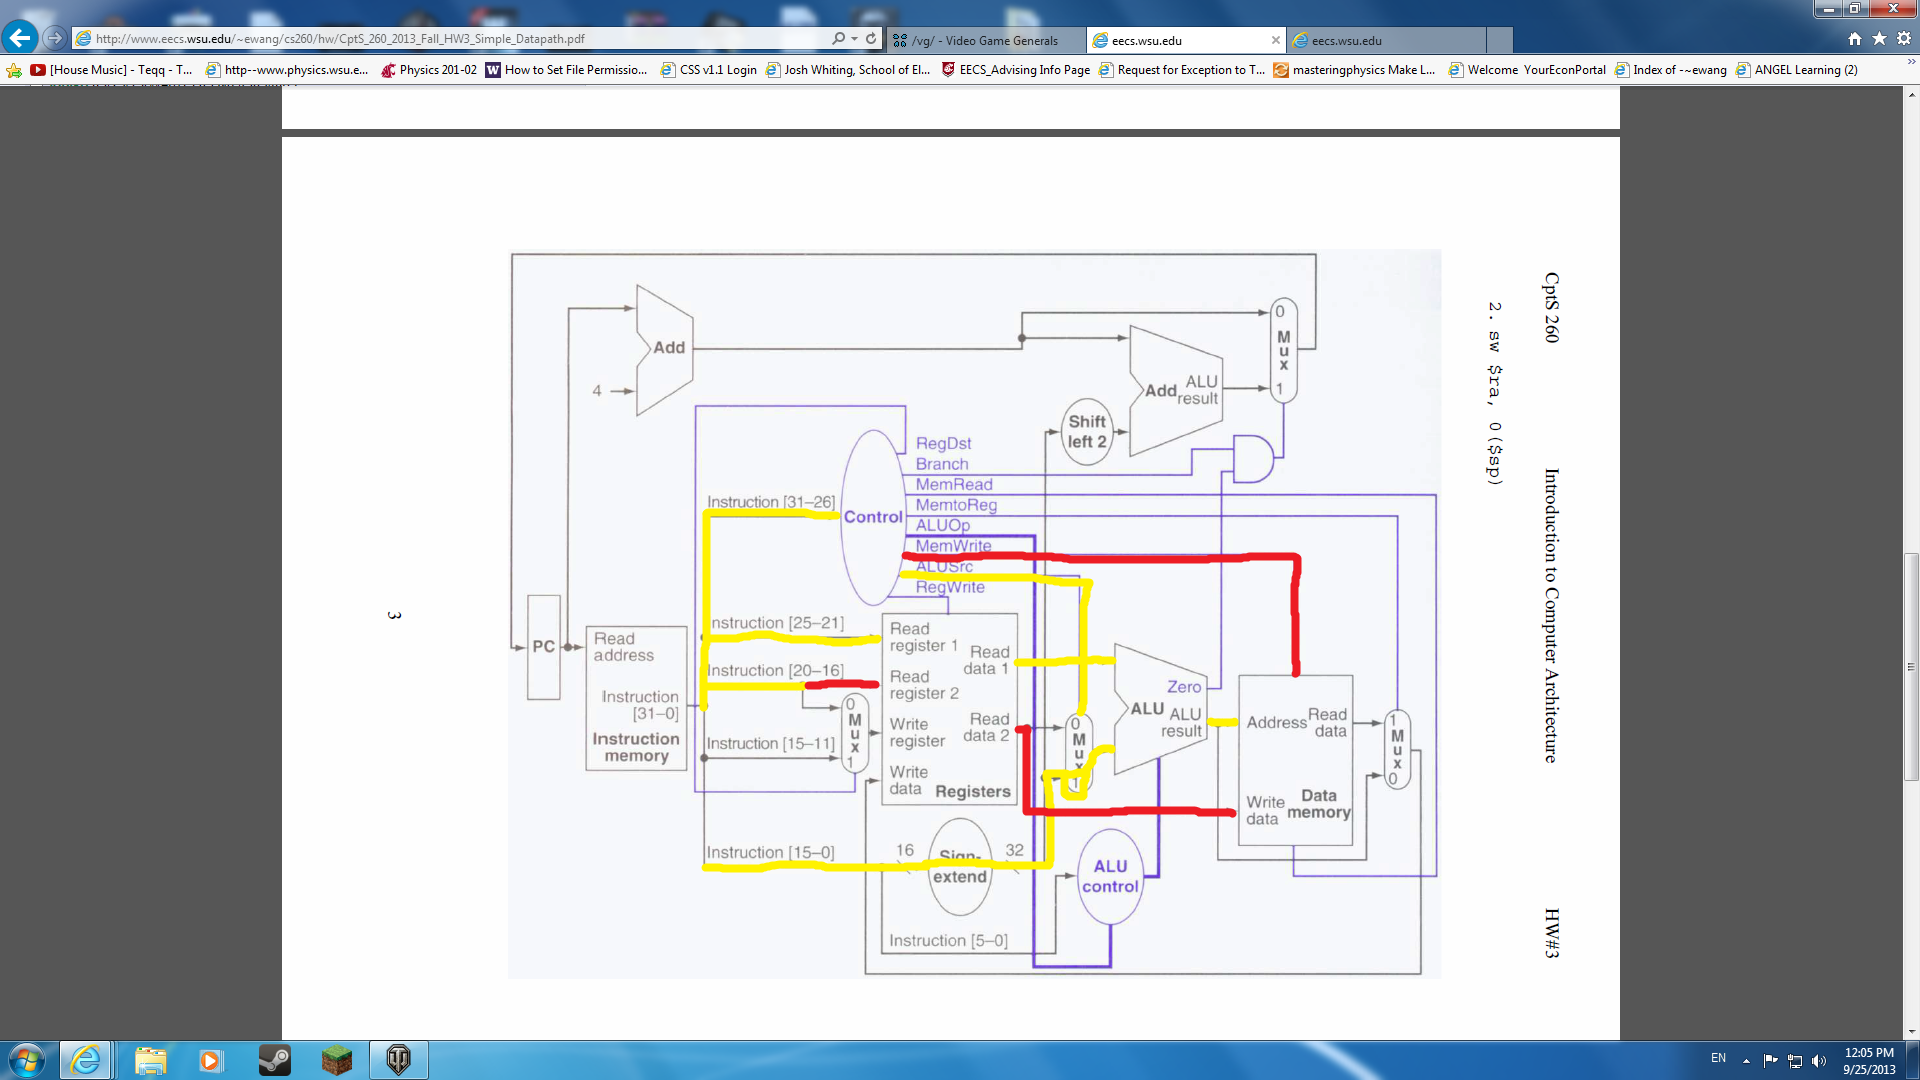 http://www.eecs.wsu.edu/~ewang/cs260/hw/CptS_260_2013_Fall_HW3_Simple_Datapath.pdf
/vg/ - Video Game Generals
eecs.wsu.edu
eecs.wsu.edu
[House Music] - Teqq - T...
http--www.physics.wsu.e...
Physics 201-02
How to Set File Permissio...
CSS v1.1 Login
Josh Whiting, School of El...
EECS_Advising Info Page
Request for Exception to T...
masteringphysics Make L...
Welcome YourEconPortal
Index of -~ewang
ANGEL Learning (2)
CptS 260
Introduction to Computer Architecture
HW#3
2. sw $ra, 0($sp)
Add
4
0
Mux
1
Add
ALU
result
Shift
left 2
RegDst
Branch
MemRead
MemtoReg
ALUOp
MemWrite
ALUSrc
RegWrite
Control
Instruction [31–26]
nstruction [25–21]
Instruction [20–16]
Instruction [15–11]
Instruction [15–0]
PC
Read
address
Instruction
[31–0]
Instruction
memory
0
Mux
1
Read
register 1
Read
register 2
Write
register
Write
data
Read
data 1
Read
data 2
Registers
0
Mux
1
Zero
ALU
ALU
result
Address
Read
data
Write
data
Data
memory
1
Mux
0
16
Sign-
extend
32
ALU
control
Instruction [5–0]
3
EN
12:05 PM
9/25/2013